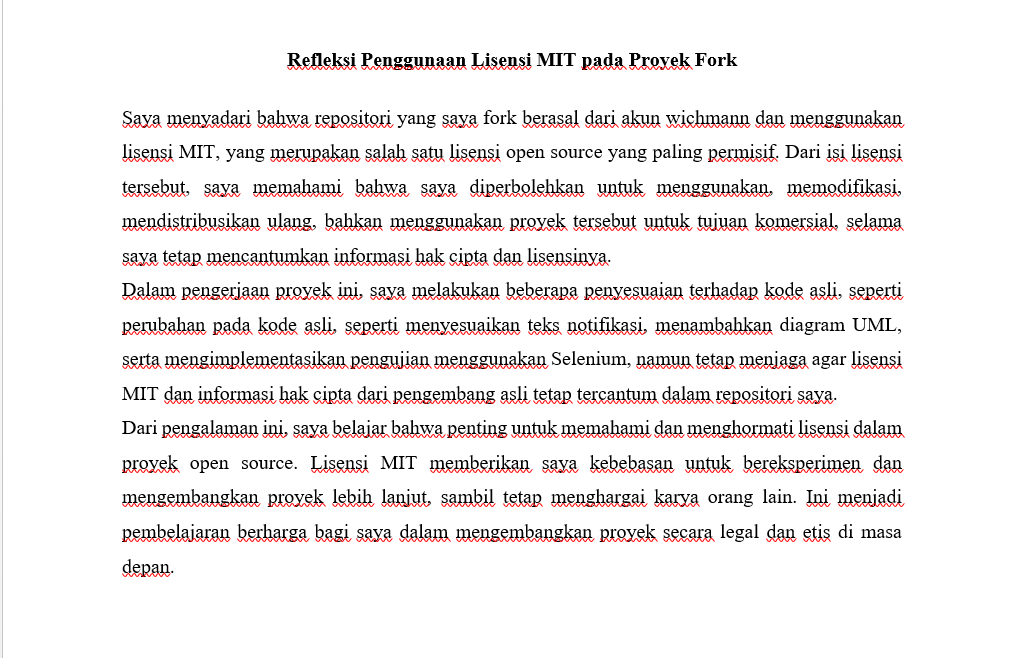 Refleksi Penggunaan Lisensi MIT pada Proyek Fork
Saya menyadari bahwa repositori yang saya fork berasal dari akun wichmann dan menggunakan
lisensi MIT, yang merupakan salah satu lisensi open source yang paling permisif. Dari isi lisensi
tersebut, saya memahami bahwa saya diperbolehkan untuk menggunakan, memodifikasi,
mendistribusikan ulang, bahkan menggunakan proyek tersebut untuk tujuan komersial, selama
saya tetap mencantumkan informasi hak cipta dan lisensinya.
Dalam pengerjaan proyek ini, saya melakukan beberapa penyesuaian terhadap kode asli, seperti
perubahan pada kode asli, seperti menyesuaikan teks notifikasi, menambahkan diagram UML,
serta mengimplementasikan pengujian menggunakan Selenium, namun tetap menjaga agar lisensi
MIT dan informasi hak cipta dari pengembang asli tetap tercantum dalam repositori saya.
Dari pengalaman ini, saya belajar bahwa penting untuk memahami dan menghormati lisensi dalam
proyek open source. Lisensi MIT memberikan saya kebebasan untuk bereksperimen dan
mengembangkan proyek lebih lanjut, sambil tetap menghargai karya orang lain. Ini menjadi
pembelajaran berharga bagi saya dalam mengembangkan proyek secara legal dan etis di masa
depan.